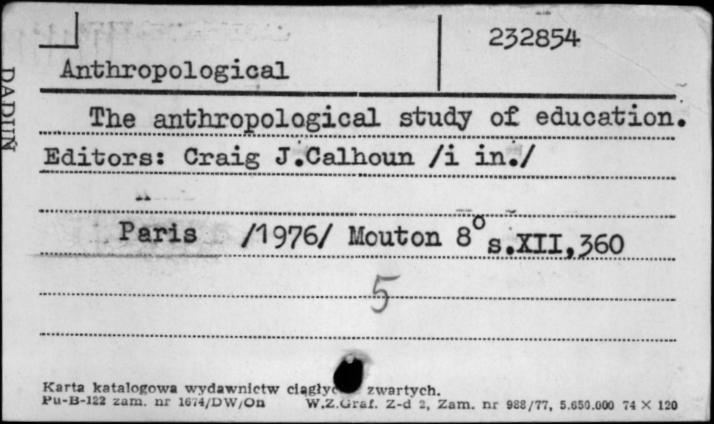 232854
Anthropological
The anthropological study of education.
Editors: Craig J.Calhoun /i in./
Paris /1976/ Mouton 8° s.XII,360
5
Karta katalogowa wydawnictw zwartych.
Pu-B-122 zam. nr 1674/DW/On W.Z.Graf. Z-d 2, Zam. nr 988/77, 5.650.000 74 × 120
DADUN